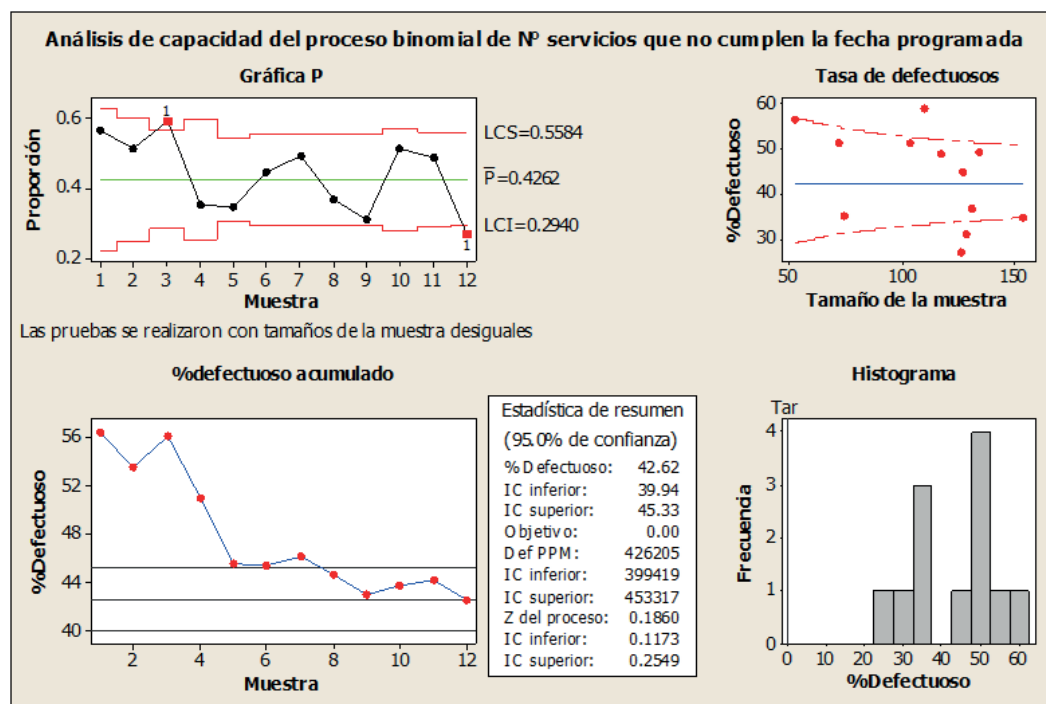 Análisis de capacidad del proceso binomial de Nº servicios que no cumplen la fecha programada
Gráfica P
Proporción
0.6
0.4
0.2
1
1
LCS=0.5584
P=0.4262
LCI=0.2940
1 2 3 4 5 6 7 8 9 10 11 12
Muestra
Las pruebas se realizaron con tamaños de la muestra desiguales
Tasa de defectuosos
%Defectuoso
60
50
40
30
50 100 150
Tamaño de la muestra
%defectuoso acumulado
%Defectuoso
56
52
48
44
40
2 4 6 8 10 12
Muestra
Estadística de resumen
(95.0% de confianza)
%Defectuoso: 42.62
IC inferior: 39.94
IC superior: 45.33
Objetivo: 0.00
Def PPM: 426205
IC inferior: 399419
IC superior: 453317
Z del proceso: 0.1860
IC inferior: 0.1173
IC superior: 0.2549
Histograma
Tar
Frecuencia
4
3
2
1
0
0 10 20 30 40 50 60
%Defectuoso